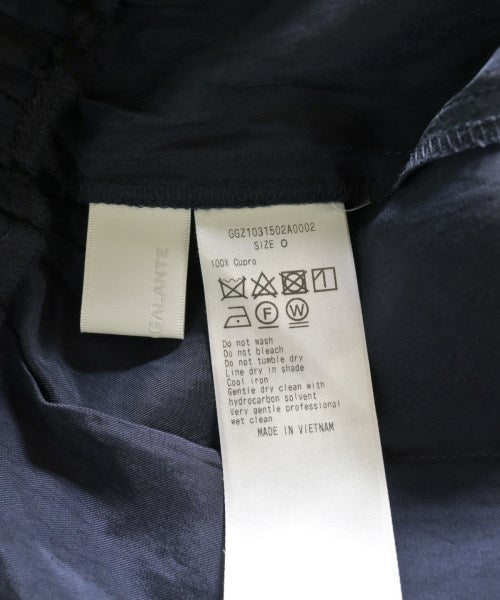 GALANTE
GGZ1031502A0002
SIZE 0
100% Cupro
F W
Do not wash
Do not bleach
Do not tumble dry
Line dry in shade
Cool iron
Gentle dry clean with
hydrocarbon solvent
Very gentle professional
wet clean
MADE IN VIETNAM